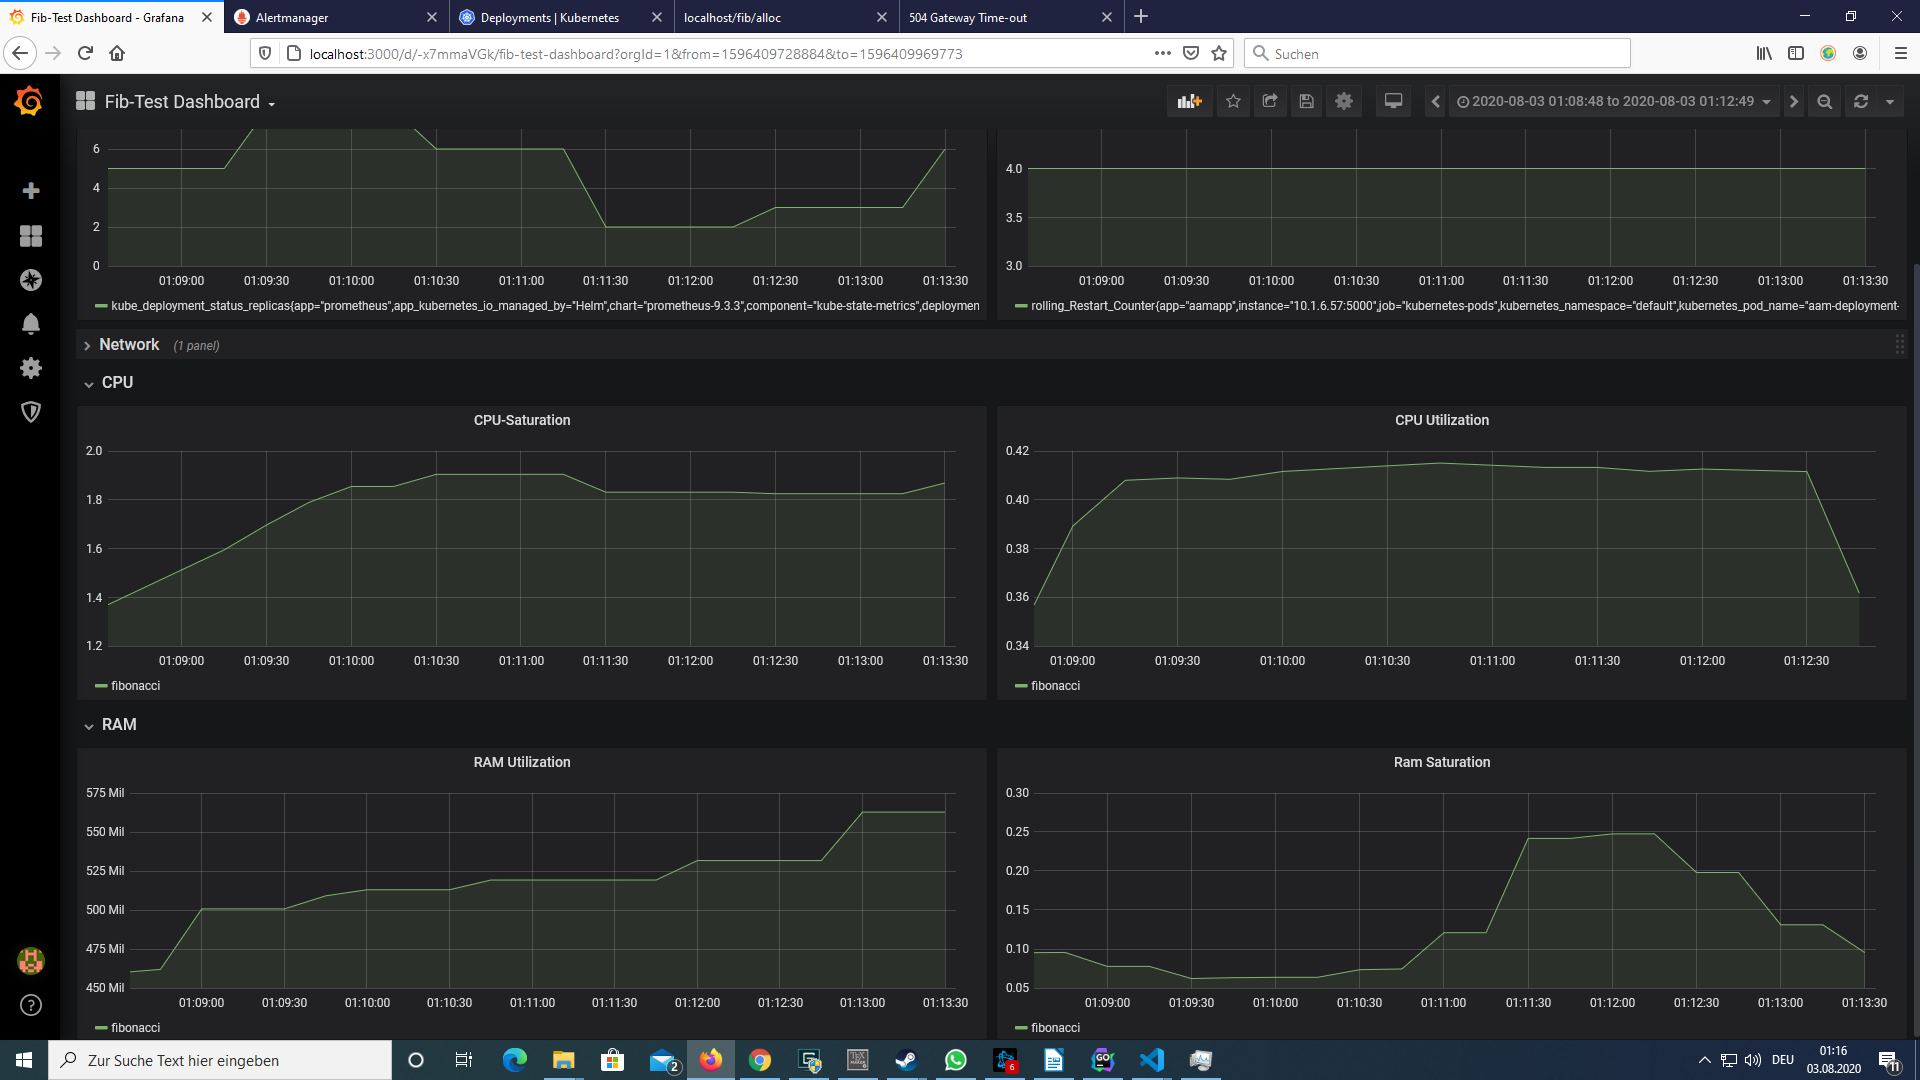 Fib-Test Dashboard - Grafana
Alertmanager
Deployments | Kubernetes
localhost/fib/alloc
504 Gateway Time-out
localhost:3000/d/-x7mmaVGk/fib-test-dashboard?orgId=1&from=1596409728884&to=1596409969773
Suchen
Fib-Test Dashboard
2020-08-03 01:08:48 to 2020-08-03 01:12:49
6
4
2
0
01:09:00 01:09:30 01:10:00 01:10:30 01:11:00 01:11:30 01:12:00 01:12:30 01:13:00 01:13:30
kube_deployment_status_replicas{app="prometheus",app_kubernetes_io_managed_by="Helm",chart="prometheus-9.3.3",component="kube-state-metrics",deploymen
4.0
3.5
3.0
01:09:00 01:09:30 01:10:00 01:10:30 01:11:00 01:11:30 01:12:00 01:12:30 01:13:00 01:13:30
rolling_Restart_Counter{app="aamapp",instance="10.1.6.57:5000",job="kubernetes-pods",kubernetes_namespace="default",kubernetes_pod_name="aam-deployment-
Network (1 panel)
CPU
CPU-Saturation
2.0
1.8
1.6
1.4
1.2
01:09:00 01:09:30 01:10:00 01:10:30 01:11:00 01:11:30 01:12:00 01:12:30 01:13:00 01:13:30
fibonacci
CPU Utilization
0.42
0.40
0.38
0.36
0.34
01:09:00 01:09:30 01:10:00 01:10:30 01:11:00 01:11:30 01:12:00 01:12:30
fibonacci
RAM
RAM Utilization
575 Mil
550 Mil
525 Mil
500 Mil
475 Mil
450 Mil
01:09:00 01:09:30 01:10:00 01:10:30 01:11:00 01:11:30 01:12:00 01:12:30 01:13:00 01:13:30
fibonacci
Ram Saturation
0.30
0.25
0.20
0.15
0.10
0.05
01:09:00 01:09:30 01:10:00 01:10:30 01:11:00 01:11:30 01:12:00 01:12:30 01:13:00 01:13:30
fibonacci
Zur Suche Text hier eingeben
2
6
GO
DEU
01:16
03.08.2020
11